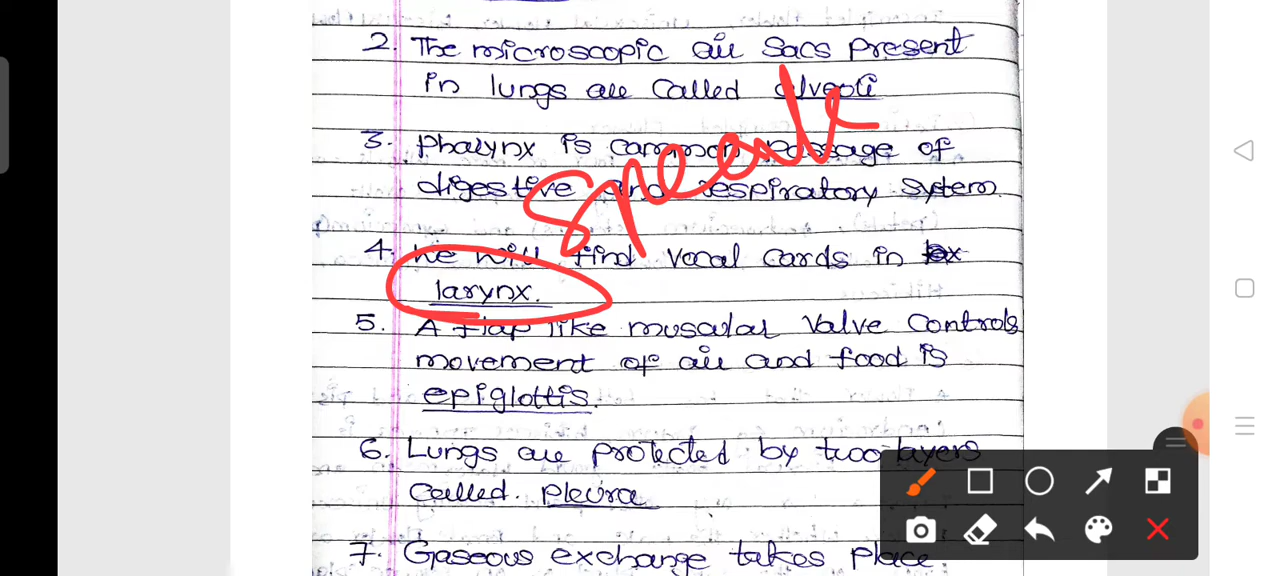 2. The microscopic air Sacs present
in lungs are Called alveoli
3. Phalynx is common passage of
digestive and respiratory system
4. We will find Vocal Cards in lax
larynx.
5. A flap like muscular Valve Controls
movement of air and food is
epiglottis.
6. Lungs are protected by two layers
Called. Pleura
7. Gaseous exchange takes place
speak